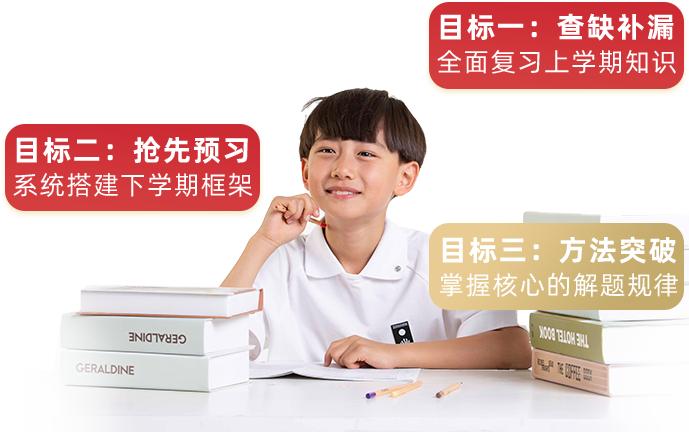 目标一：查缺补漏
全面复习上学期知识
目标二：抢先预习
系统搭建下学期框架
目标三：方法突破
掌握核心的解题规律
GERALDINE
GERALDINE
THE HOTEL BOOK
THE COFFEE